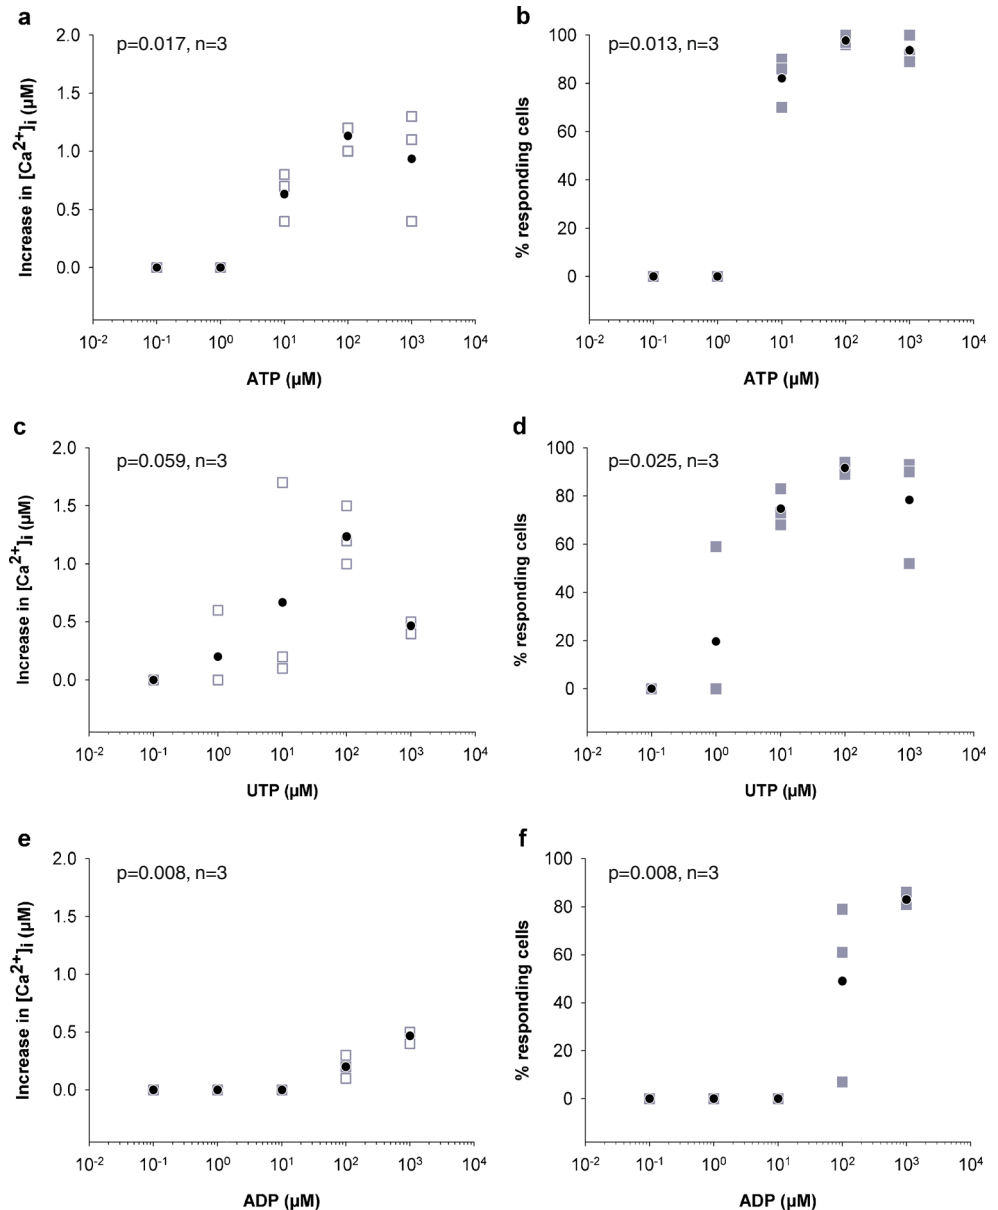 a
p=0.017, n=3
Increase in [Ca2+]i (µM)
2.0
1.5
1.0
0.5
0.0
10-2 10-1 100 101 102 103 104
ATP (µM)
b
p=0.013, n=3
% responding cells
100
80
60
40
20
0
10-2 10-1 100 101 102 103 104
ATP (µM)
c
p=0.059, n=3
Increase in [Ca2+]i (µM)
2.0
1.5
1.0
0.5
0.0
10-2 10-1 100 101 102 103 104
UTP (µM)
d
p=0.025, n=3
% responding cells
100
80
60
40
20
0
10-2 10-1 100 101 102 103 104
UTP (µM)
e
p=0.008, n=3
Increase in [Ca2+]i (µM)
2.0
1.5
1.0
0.5
0.0
10-2 10-1 100 101 102 103 104
ADP (µM)
f
p=0.008, n=3
% responding cells
100
80
60
40
20
0
10-2 10-1 100 101 102 103 104
ADP (µM)